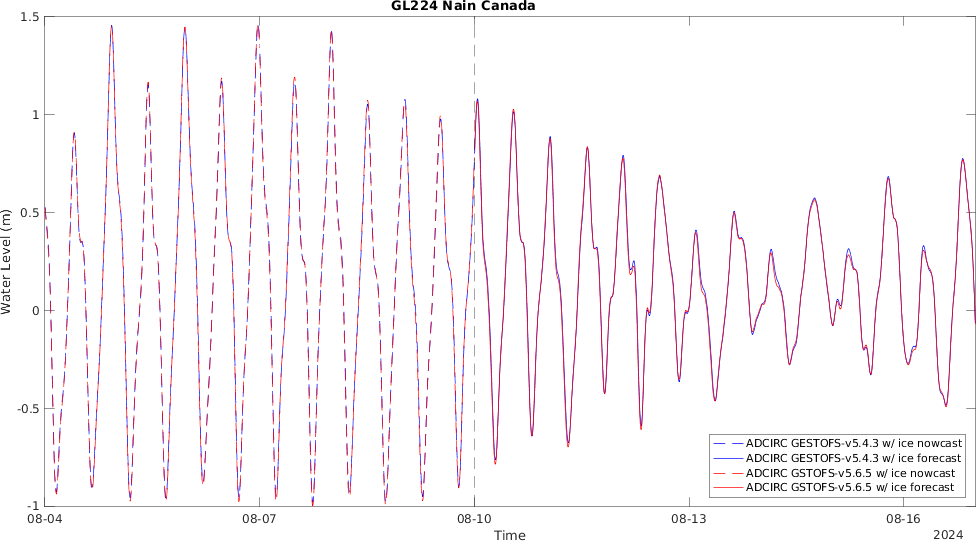 GL224 Nain Canada
1.5
1
0.5
0
-0.5
-1
Water Level (m)
ADCIRC GESTOFS-v5.4.3 w/ ice nowcast
ADCIRC GESTOFS-v5.4.3 w/ ice forecast
ADCIRC GSTOFS-v5.6.5 w/ ice nowcast
ADCIRC GSTOFS-v5.6.5 w/ ice forecast
08-04 08-07 08-10 08-13 08-16
Time
2024